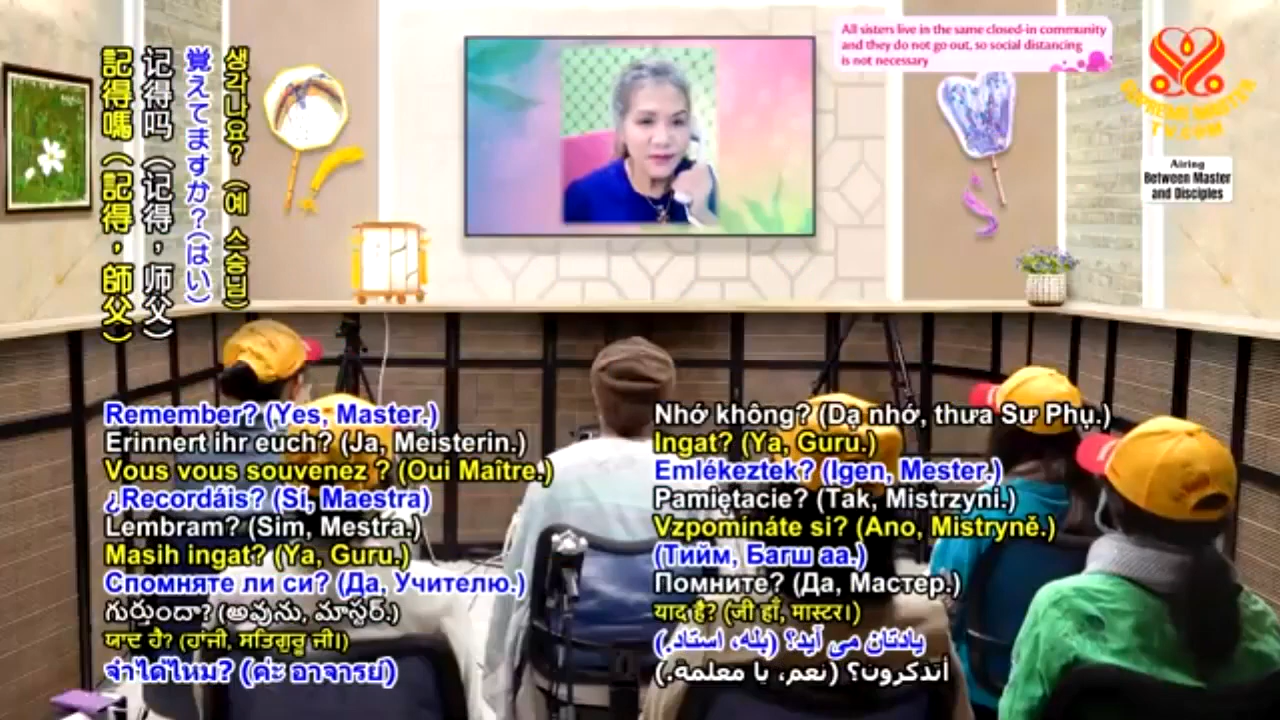 All sisters live in the same closed-in community
and they do not go out, so social distancing
is not necessary
SUPREME MASTER
TV.COM
Airing
Between Master
and Disciples
생각나요? (예 스승님)
覚えてますか？(はい)
记得吗（记得，师父）
記得嗎（記得，師父）
Remember? (Yes, Master.)
Erinnert ihr euch? (Ja, Meisterin.)
Vous vous souvenez ? (Oui Maître.)
¿Recordáis? (Sí, Maestra)
Lembram? (Sim, Mestra.)
Masih ingat? (Ya, Guru.)
Спомняте ли си? (Да, Учителю.)
గుర్తుందా? (అవును, మాస్టర్.)
ਯਾਦ ਹੈ? (ਹਾਂਜੀ, ਸਤਿਗੁਰੂ ਜੀ।)
จำได้ไหม? (ค่ะ อาจารย์)
Nhớ không? (Dạ nhớ, thưa Sư Phụ.)
Ingat? (Ya, Guru.)
Emlékeztek? (Igen, Mester.)
Pamiętacie? (Tak, Mistrzyni.)
Vzpomínáte si? (Ano, Mistryně.)
(Тийм, Багш аа.)
Помните? (Да, Мастер.)
याद है? (जी हाँ, मास्टर।)
یادتان می آید؟ (بله، استاد.)
أتذكرون؟ (نعم، يا معلمة.)